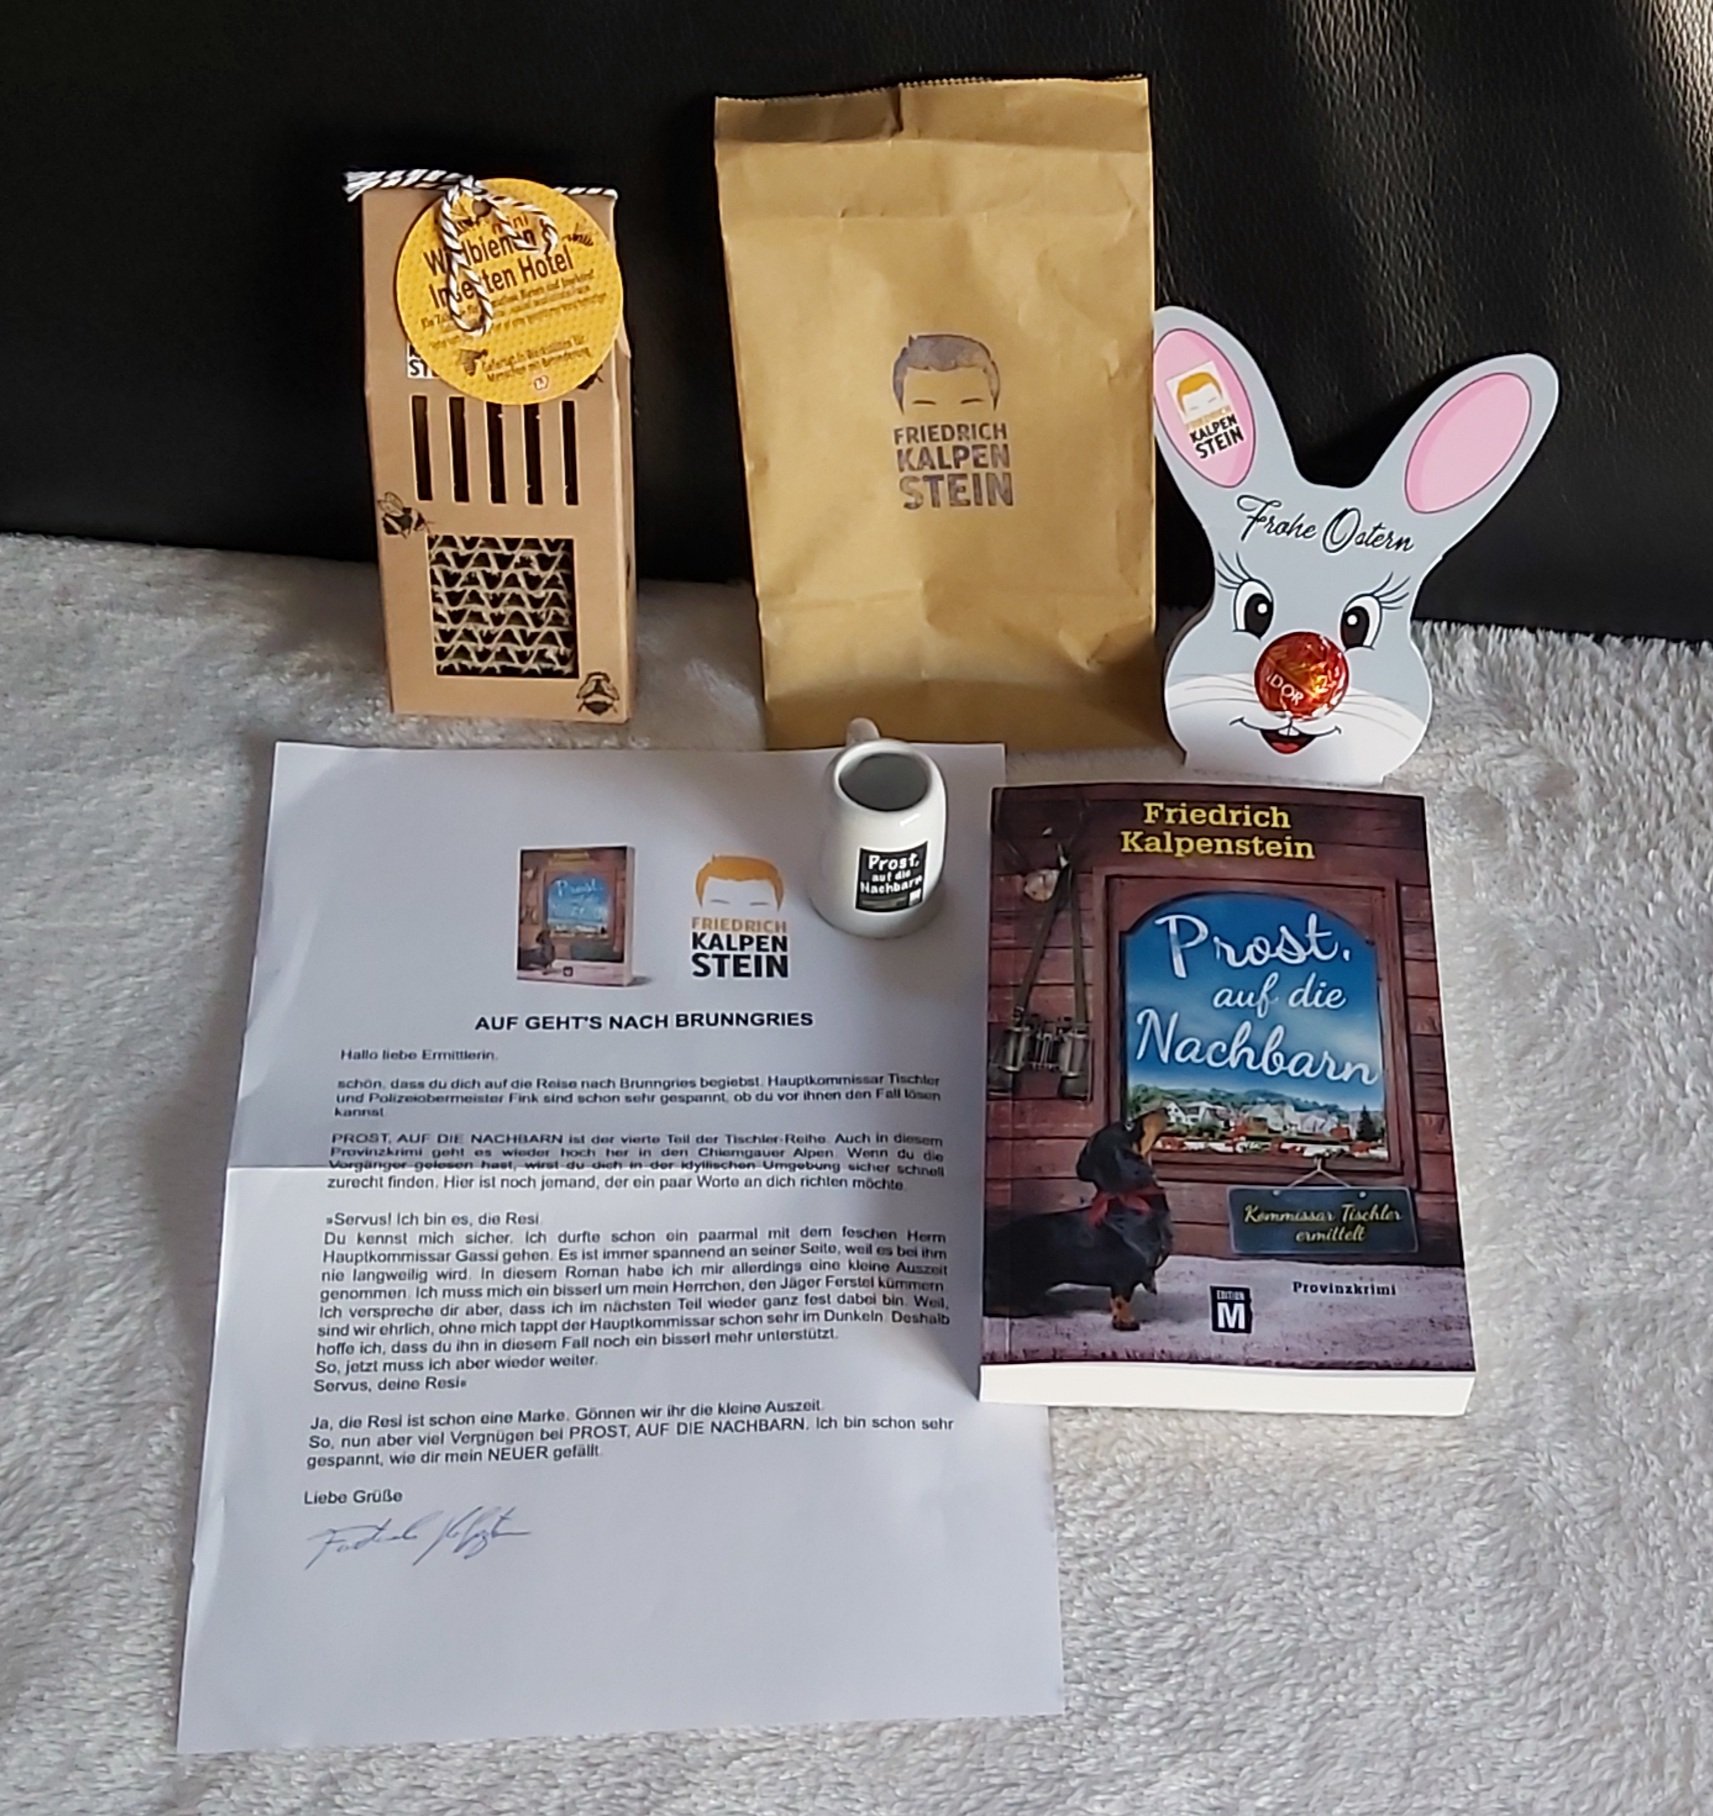 Wildbienen &
Insekten Hotel
Menschen mit Behinderung
FRIEDRICH
KALPEN
STEIN
FRIEDRICH
KALPEN
STEIN
Frohe Ostern
DOR
Prost,
auf die
Nachbarn
FRIEDRICH
KALPEN
STEIN
AUF GEHT'S NACH BRUNNGRIES
Hallo liebe Ermittlerin,
schön, dass du dich auf die Reise nach Brunngries begiebst. Hauptkommissar Tischler
und Polizeiobermeister Fink sind schon sehr gespannt, ob du vor ihnen den Fall lösen
kannst.
PROST, AUF DIE NACHBARN ist der vierte Teil der Tischler-Reihe. Auch in diesem
Provinzkrimi geht es wieder hoch her in den Chiemgauer Alpen. Wenn du die
Vorgänger gelesen hast, wirst du dich in der idyllischen Umgebung sicher schnell
zurecht finden. Hier ist noch jemand, der ein paar Worte an dich richten möchte.
»Servus! Ich bin es, die Resi.
Du kennst mich sicher. Ich durfte schon ein paarmal mit dem feschen Herrn
Hauptkommissar Gassi gehen. Es ist immer spannend an seiner Seite, weil es bei ihm
nie langweilig wird. In diesem Roman habe ich mir allerdings eine kleine Auszeit
genommen. Ich muss mich ein bisserl um mein Herrchen, den Jäger Ferstel kümmern.
Ich verspreche dir aber, dass ich im nächsten Teil wieder ganz fest dabei bin. Weil,
sind wir ehrlich, ohne mich tappt der Hauptkommissar schon sehr im Dunkeln. Deshalb
hoffe ich, dass du ihn in diesem Fall noch ein bisserl mehr unterstützt.
So, jetzt muss ich aber wieder weiter.
Servus, deine Resi«
Ja, die Resi ist schon eine Marke. Gönnen wir ihr die kleine Auszeit.
So, nun aber viel Vergnügen bei PROST, AUF DIE NACHBARN. Ich bin schon sehr
gespannt, wie dir mein NEUER gefällt.
Liebe Grüße
Friedrich
Kalpenstein
Prost,
auf die
Nachbarn
Kommissar Tischler
ermittelt
EDITION
M
Provinzkrimi